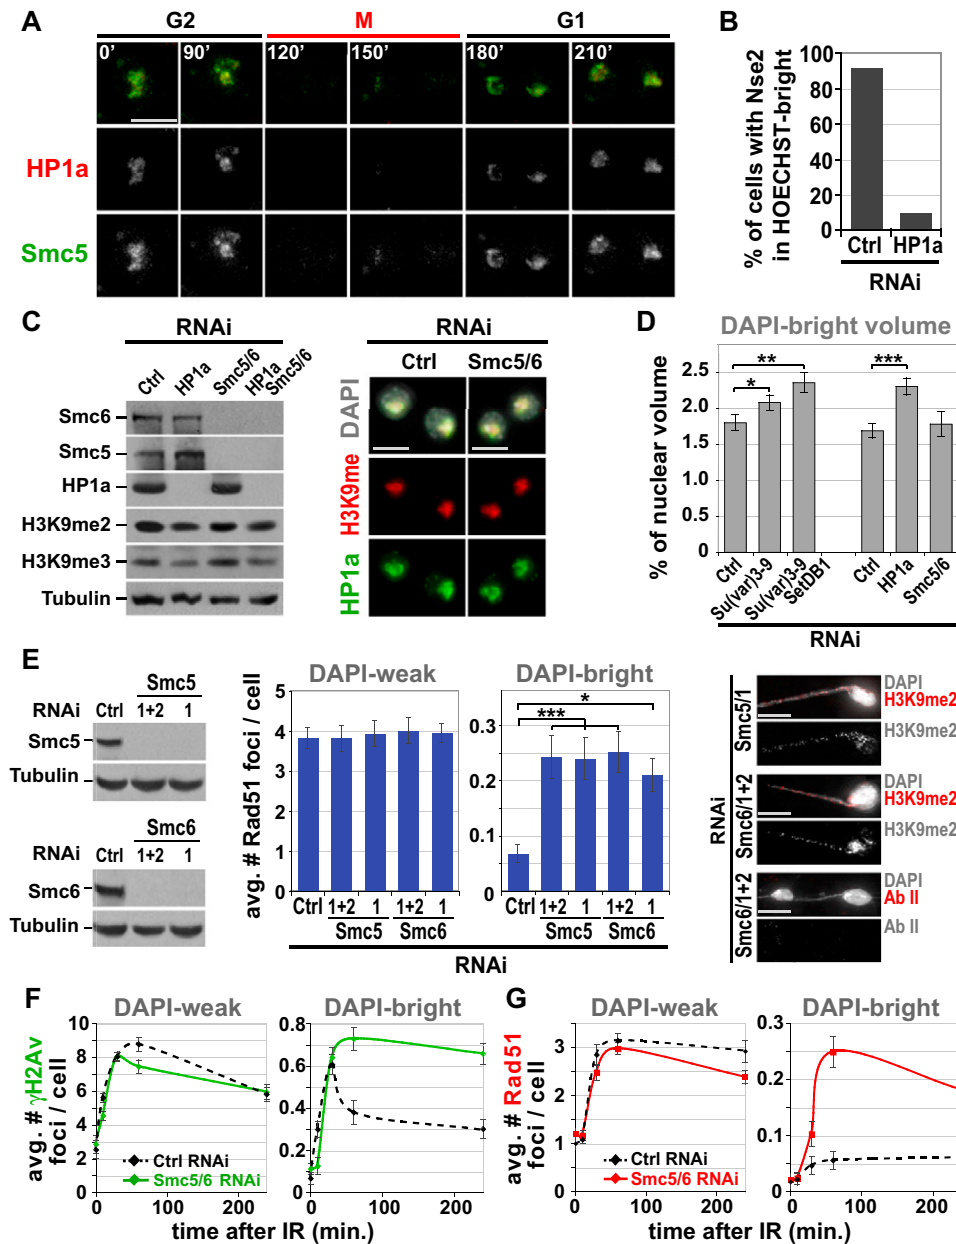 A
G2 M G1
0' 90' 120' 150' 180' 210'
HP1a
Smc5
B
% of cells with Nse2
in HOECHST-bright
100
80
60
40
20
0
Ctrl HP1a
RNAi
C
RNAi
Ctrl HP1a Smc5/6 HP1a Smc5/6
Smc6
Smc5
HP1a
H3K9me2
H3K9me3
Tubulin
RNAi
Ctrl Smc5/6
DAPI
H3K9me
HP1a
D
DAPI-bright volume
% of nuclear volume
2.5
2.0
1.5
1.0
0.5
0
* ** ***
Ctrl
Su(var)3-9
Su(var)3-9 SetDB1
Ctrl
HP1a
Smc5/6
RNAi
E
Smc5
RNAi Ctrl 1+2 1
Smc5
Tubulin
Smc6
RNAi Ctrl 1+2 1
Smc6
Tubulin
DAPI-weak
avg. # Rad51 foci / cell
5
4
3
2
1
0
Ctrl 1+2 1 1+2 1
Smc5 Smc6
DAPI-bright
0.3
0.2
0.1
0
*
***
Ctrl 1+2 1 1+2 1
Smc5 Smc6
RNAi
RNAi
Smc5/1
Smc6/1+2
Smc6/1+2
DAPI
H3K9me2
H3K9me2
DAPI
H3K9me2
H3K9me2
DAPI
Ab II
Ab II
F
DAPI-weak
avg. # γH2Av
foci / cell
10
8
6
4
2
0
Ctrl RNAi
Smc5/6 RNAi
0 100 200
DAPI-bright
0.8
0.6
0.4
0.2
0
0 100 200
time after IR (min.)
G
DAPI-weak
avg. # Rad51
foci / cell
3
2
1
0
Ctrl RNAi
Smc5/6 RNAi
0 100 200
DAPI-bright
0.3
0.2
0.1
0
0 100 200
time after IR (min.)